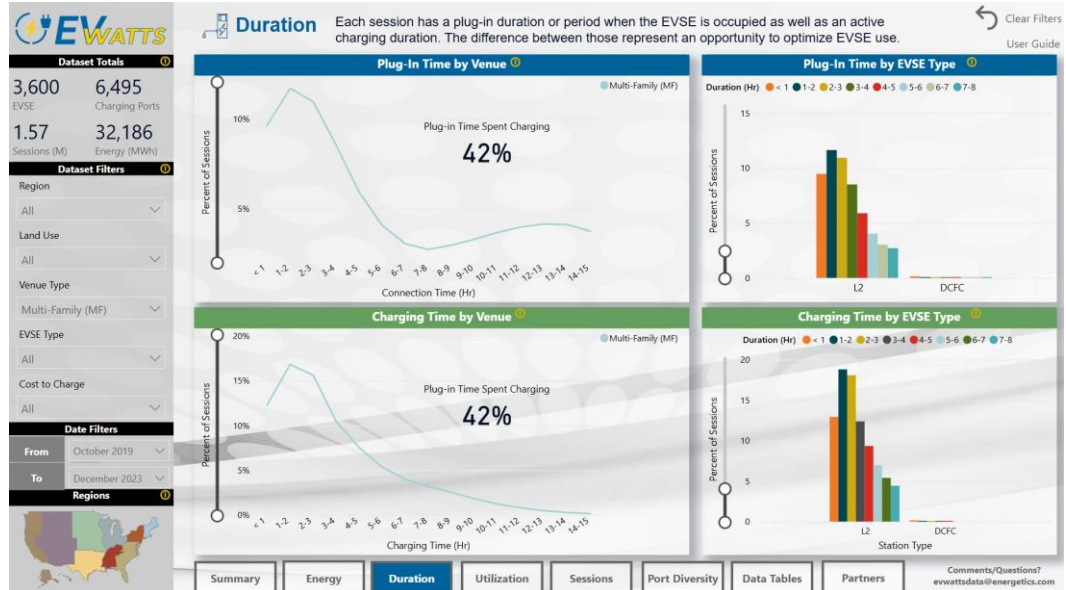 EVWATTS
Duration
Each session has a plug-in duration or period when the EVSE is occupied as well as an active
charging duration. The difference between those represent an opportunity to optimize EVSE use.
Clear Filters
User Guide
Dataset Totals
3,600 6,495
EVSE Charging Ports
1.57 32,186
Sessions (M) Energy (MWh)
Dataset Filters
Region
All
Land Use
All
Venue Type
Multi-Family (MF)
EVSE Type
All
Cost to Charge
All
Date Filters
From October 2019
To December 2023
Regions
Plug-In Time by Venue
Multi-Family (MF)
Plug-in Time Spent Charging
42%
Percent of Sessions
10%
5%
< 1 1-2 2-3 3-4 4-5 5-6 6-7 7-8 8-9 9-10 10-11 11-12 12-13 13-14 14-15
Connection Time (Hr)
Plug-In Time by EVSE Type
Duration (Hr) < 1 1-2 2-3 3-4 4-5 5-6 6-7 7-8
Percent of Sessions
15
10
5
0
L2 DCFC
Charging Time by Venue
Multi-Family (MF)
Plug-in Time Spent Charging
42%
Percent of Sessions
20%
15%
10%
5%
0%
< 1 1-2 2-3 3-4 4-5 5-6 6-7 7-8 8-9 9-10 10-11 11-12 12-13 13-14 14-15
Charging Time (Hr)
Charging Time by EVSE Type
Duration (Hr) < 1 1-2 2-3 3-4 4-5 5-6 6-7 7-8
Percent of Sessions
20
15
10
5
0
L2 DCFC
Station Type
Summary Energy Duration Utilization Sessions Port Diversity Data Tables Partners
Comments/Questions?
evwattsdata@energetics.com